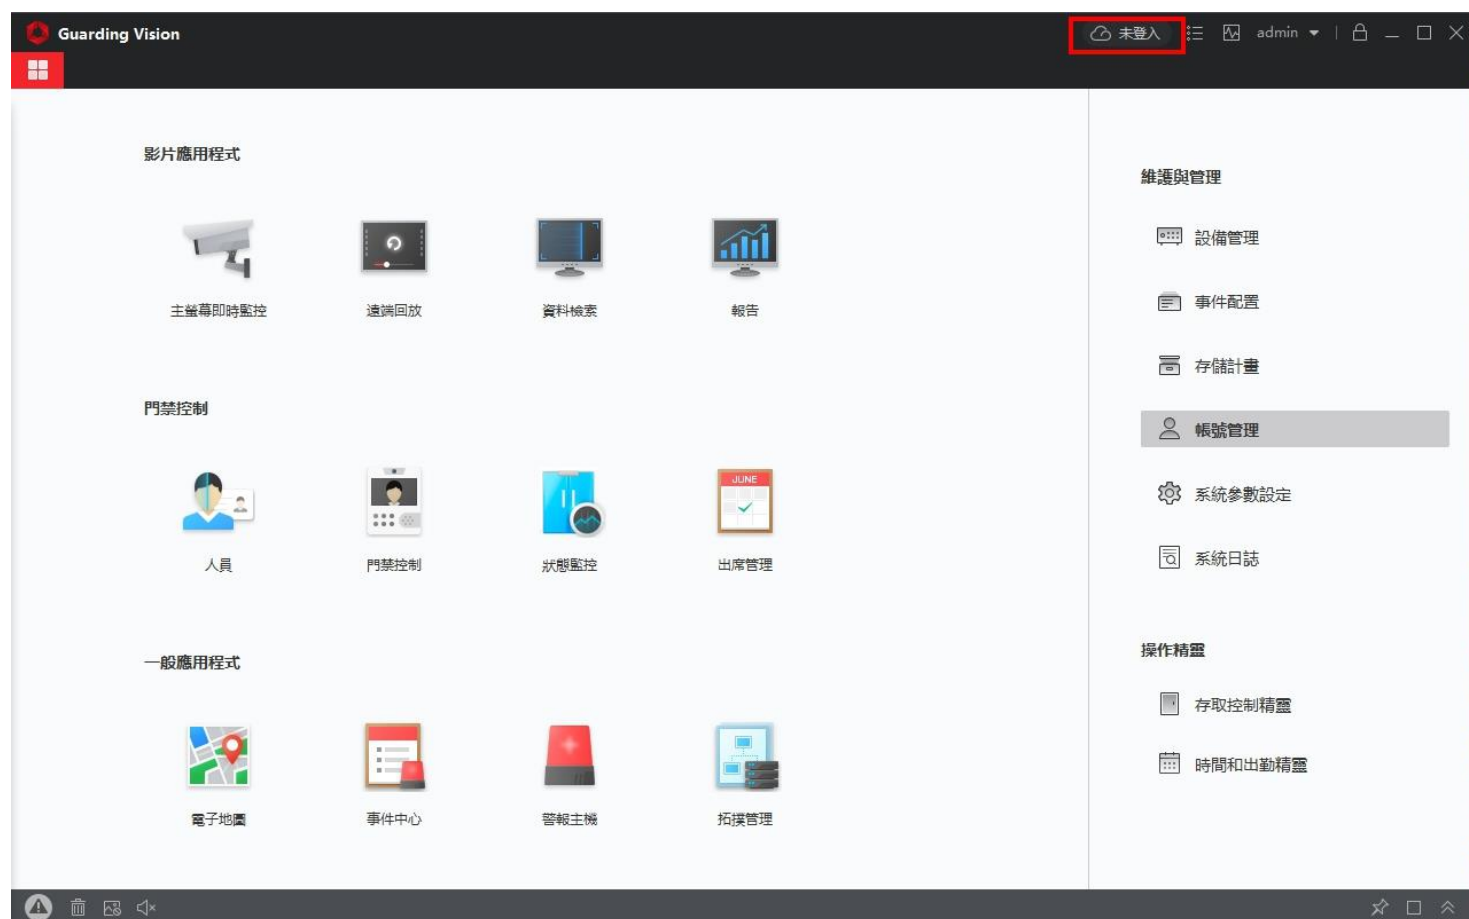 Guarding Vision
未登入
admin
影片應用程式
主螢幕即時監控
遠端回放
資料檢索
報告
門禁控制
JUNE
人員
門禁控制
狀態監控
出席管理
一般應用程式
電子地圖
事件中心
警報主機
拓撲管理
維護與管理
設備管理
事件配置
存儲計畫
帳號管理
系統參數設定
系統日誌
操作精靈
存取控制精靈
時間和出勤精靈